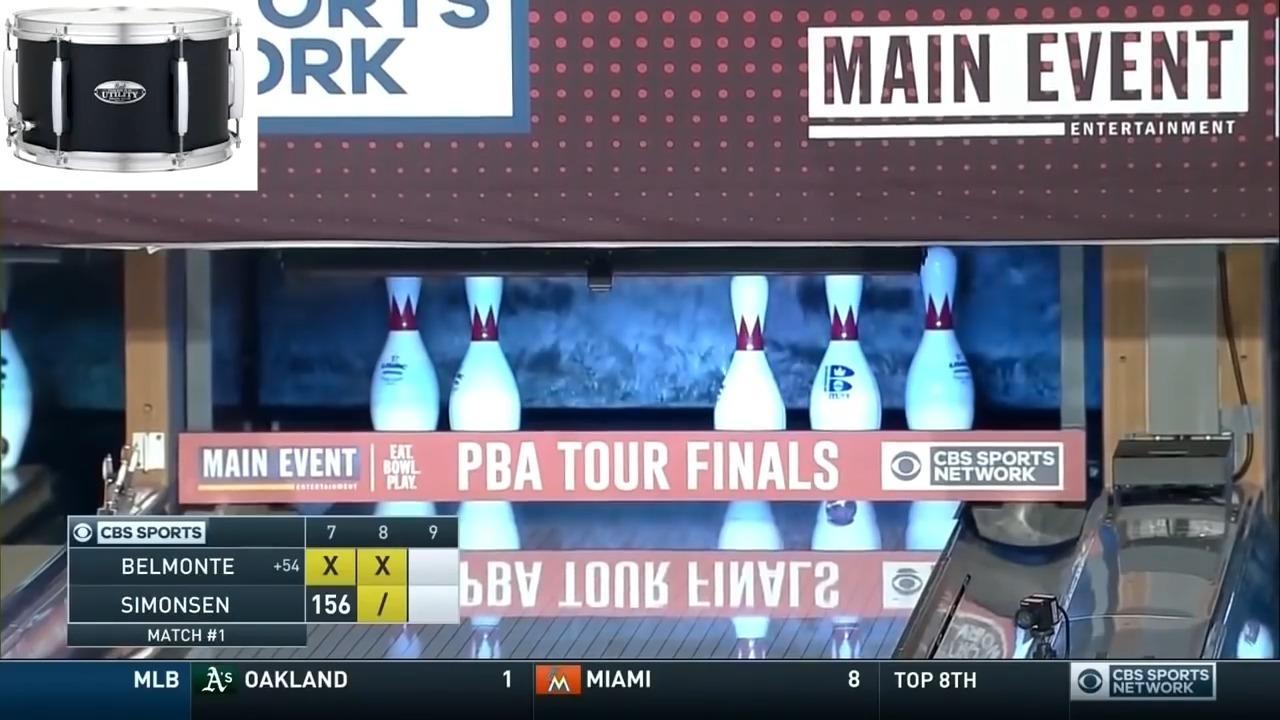 UTILITY
ORTS
ORK
MAIN EVENT
ENTERTAINMENT
MAIN EVENT
ENTERTAINMENT
EAT.
BOWL.
PLAY.
PBA TOUR FINALS
CBS SPORTS
NETWORK
CBS SPORTS 7 8 9
BELMONTE +54 X X
SIMONSEN 156 /
MATCH #1
PBA TOUR FINALS
MLB A's OAKLAND 1 MIAMI 8 TOP 8TH CBS SPORTS
NETWORK